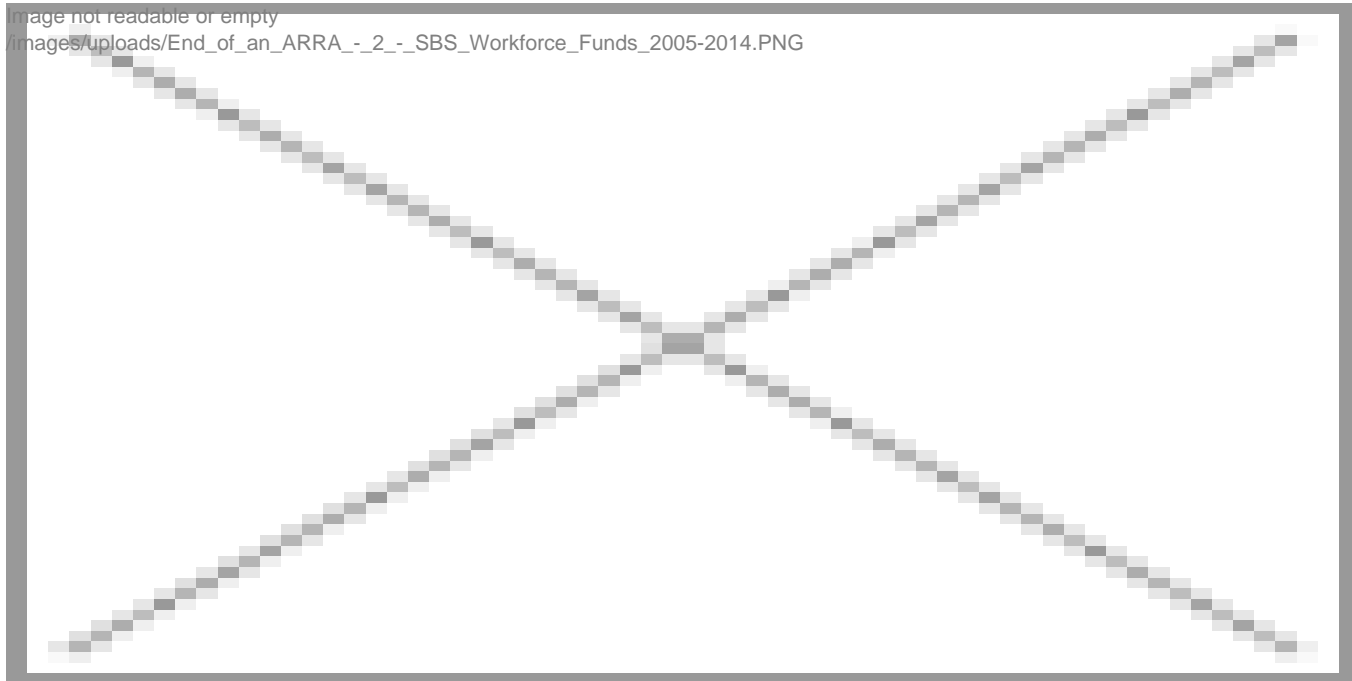 Image not readable or empty
/images/uploads/End_of_an_ARRA_-_2_-_SBS_Workforce_Funds_2005-2014.PNG